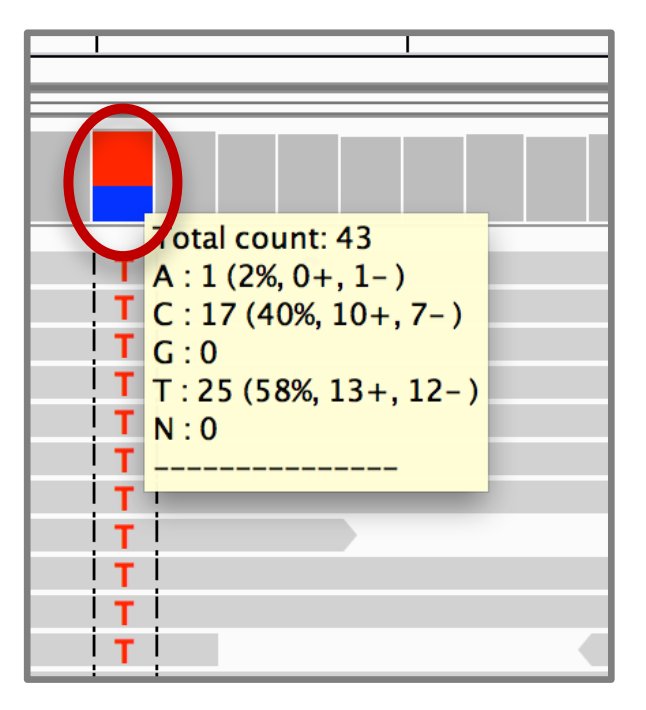 Total count: 43
A : 1 (2%, 0+, 1- )
C : 17 (40%, 10+, 7- )
G : 0
T : 25 (58%, 13+, 12- )
N : 0
---------------
T
T
T
T
T
T
T
T
T
T
T